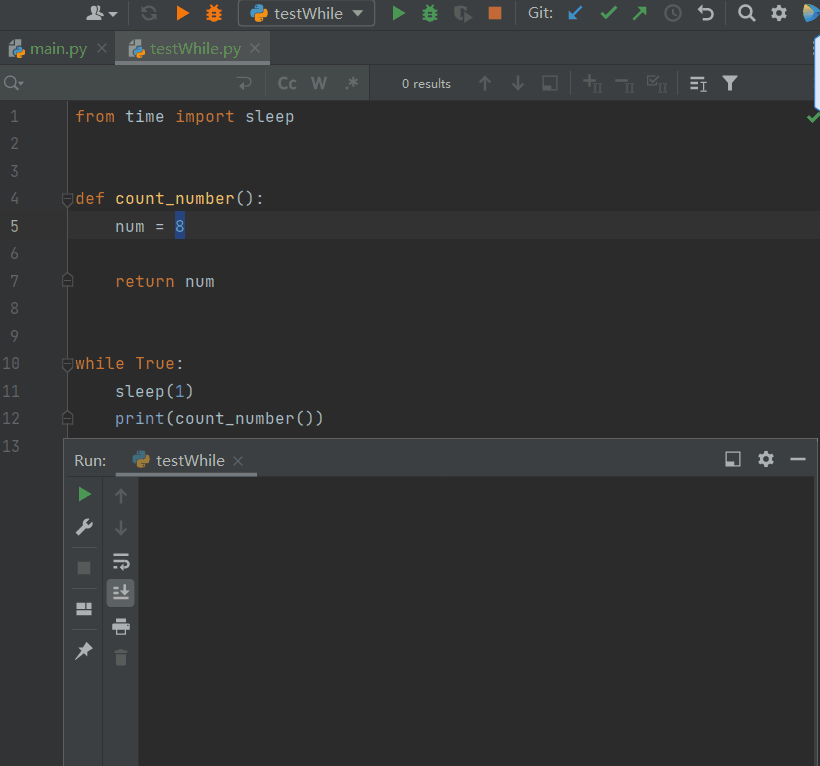 testWhile Git:
main.py testWhile.py
Cc W .* 0 results
1 from time import sleep
2
3
4 def count_number():
5 num = 8
6
7 return num
8
9
10 while True:
11 sleep(1)
12 print(count_number())
13
Run: testWhile